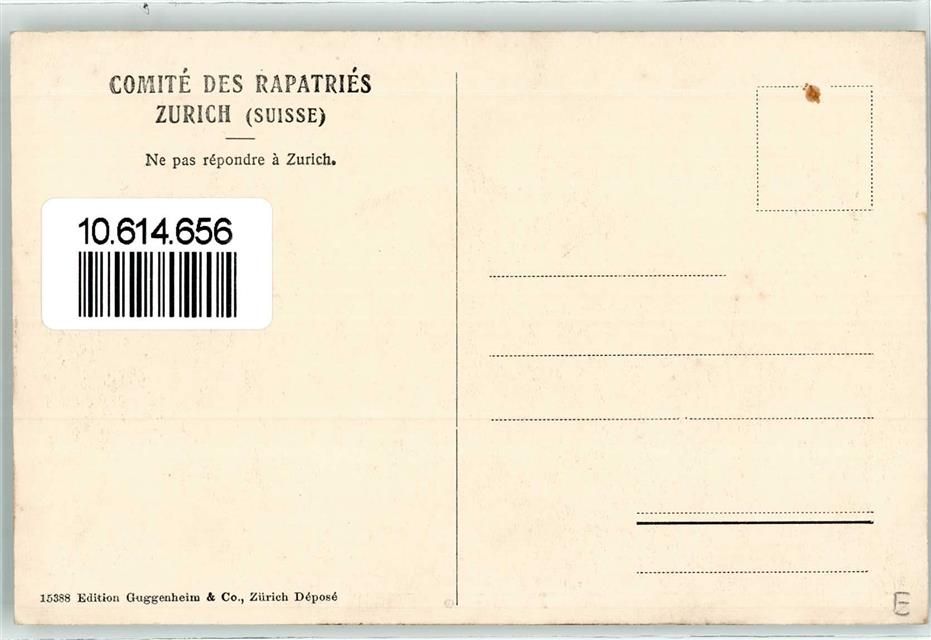 COMITÉ DES RAPATRIÉS
ZURICH (SUISSE)
Ne pas répondre à Zurich.
10.614.656
15388 Edition Guggenheim & Co., Zürich Déposé
E